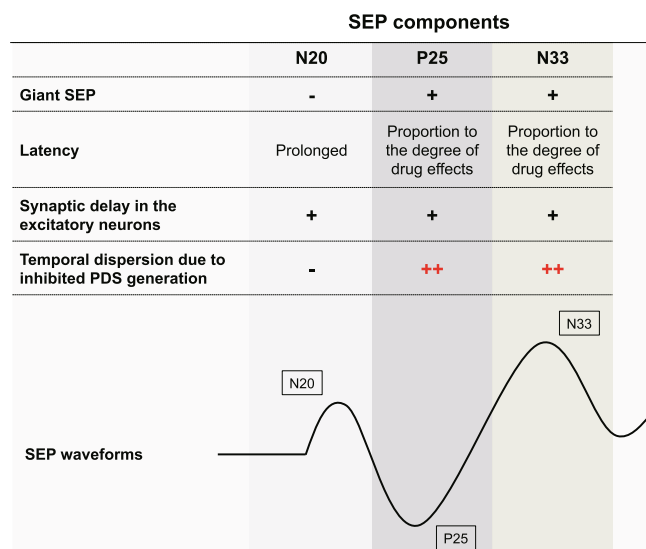 SEP components
N20 P25 N33
Giant SEP - + +
Latency Prolonged Proportion to the degree of drug effects Proportion to the degree of drug effects
Synaptic delay in the
excitatory neurons + + +
Temporal dispersion due to
inhibited PDS generation - ++ ++
N33
N20
SEP waveforms
P25